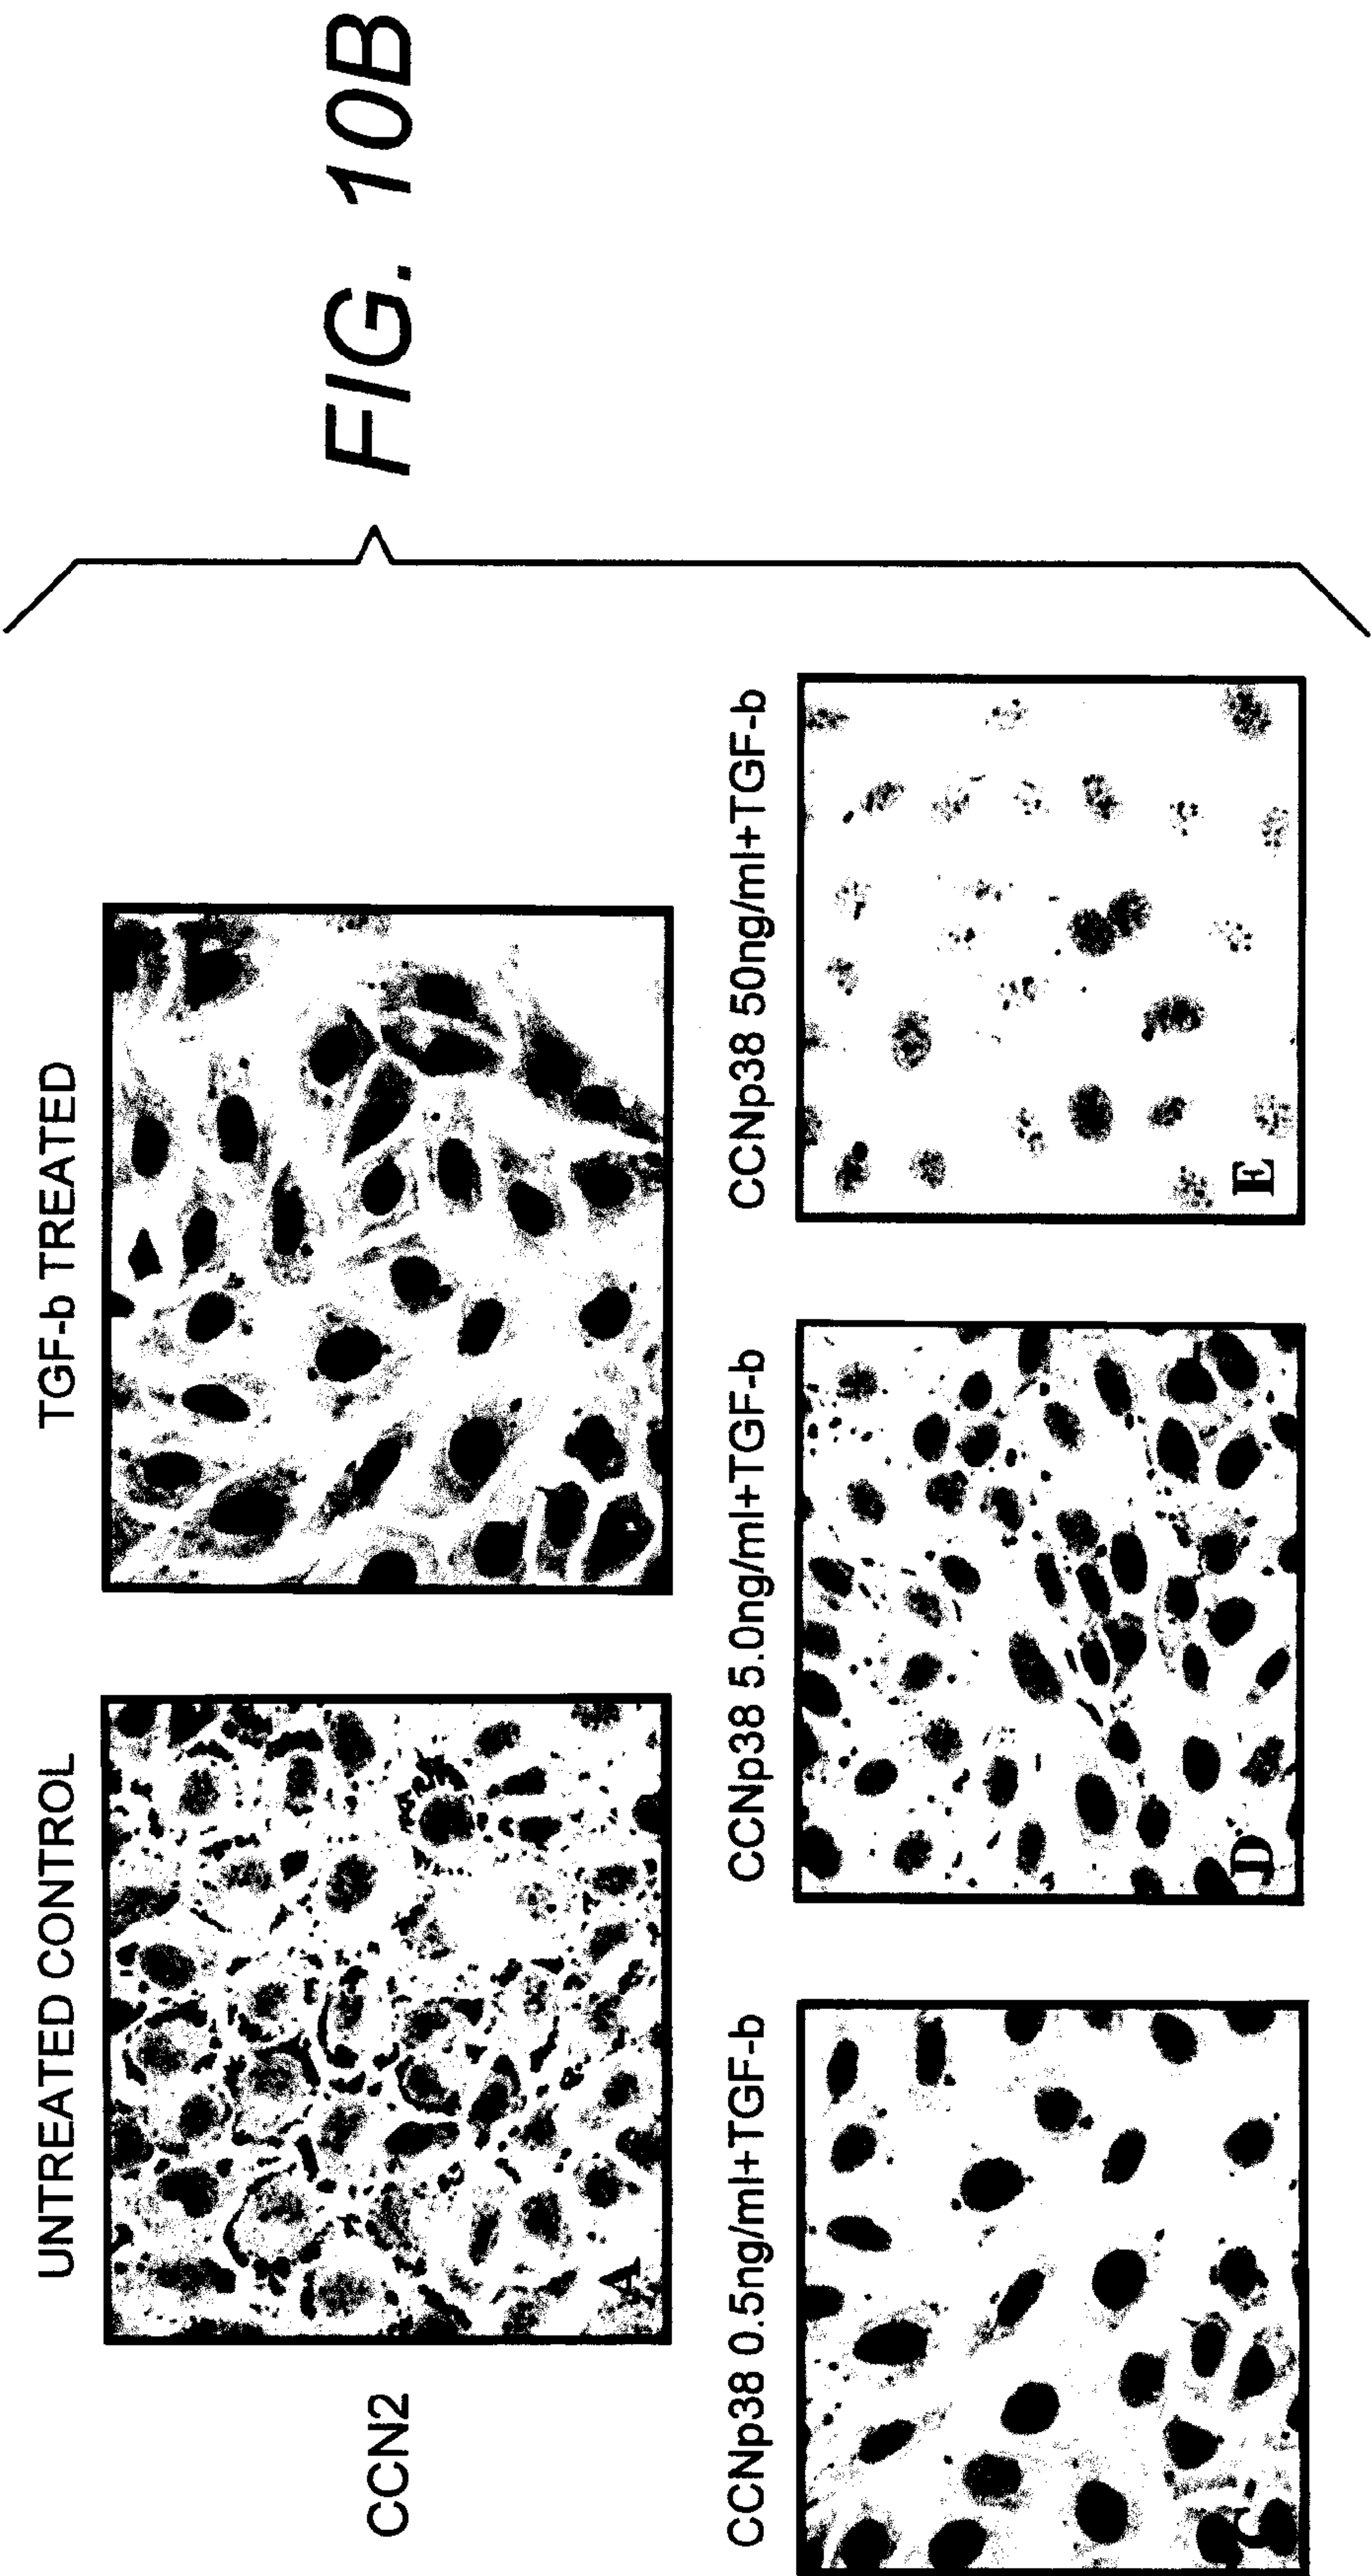 UNTREATED CONTROL
TGF-b TREATED
CCN2
A
CCNp38 0.5ng/ml+TGF-b
CCNp38 5.0ng/ml+TGF-b
CCNp38 50ng/ml+TGF-b
C
D
E
FIG. 10B